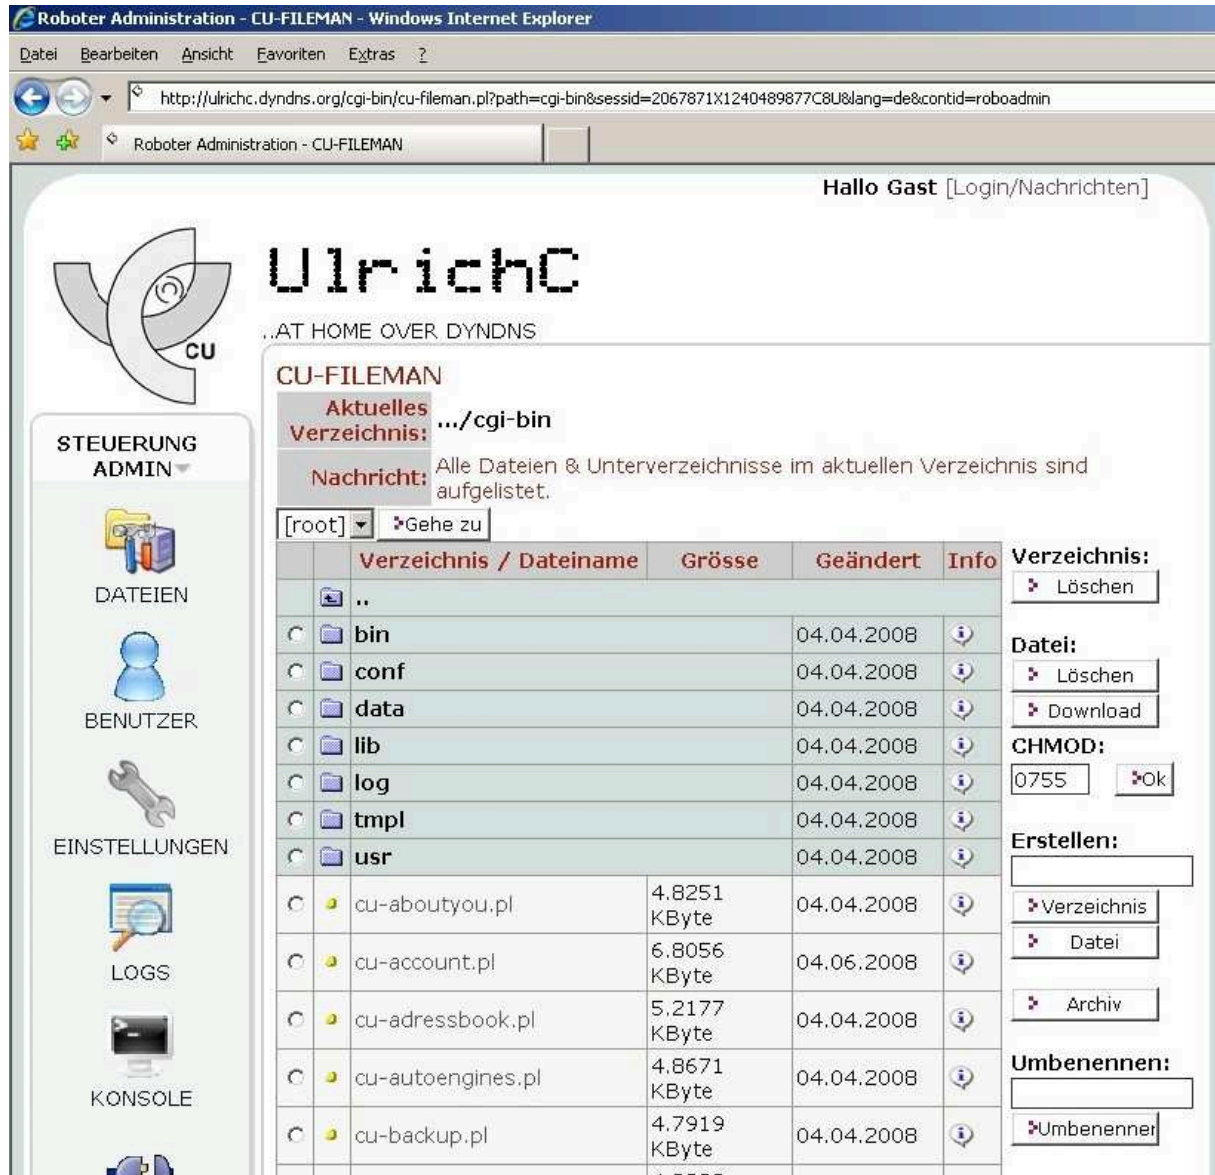 Roboter Administration - CU-FILEMAN - Windows Internet Explorer
Datei Bearbeiten Ansicht Favoriten Extras ?
http://ulrichc.dyndns.org/cgi-bin/cu-fileman.pl?path=cgi-bin&sessid=2067871X1240489877C8U&lang=de&contid=roboadmin
Roboter Administration - CU-FILEMAN
Hallo Gast [Login/Nachrichten]
CU
UlrichC
..AT HOME OVER DYNDNS
STEUERUNG
ADMIN
DATEIEN
BENUTZER
EINSTELLUNGEN
LOGS
KONSOLE
CU-FILEMAN
Aktuelles
Verzeichnis:
.../cgi-bin
Nachricht:
Alle Dateien & Unterverzeichnisse im aktuellen Verzeichnis sind
aufgelistet.
[root] Gehe zu
Verzeichnis / Dateiname Grösse Geändert Info
..
bin 04.04.2008
conf 04.04.2008
data 04.04.2008
lib 04.04.2008
log 04.04.2008
tmpl 04.04.2008
usr 04.04.2008
cu-aboutyou.pl 4.8251 KByte 04.04.2008
cu-account.pl 6.8056 KByte 04.06.2008
cu-adressbook.pl 5.2177 KByte 04.04.2008
cu-autoengines.pl 4.8671 KByte 04.04.2008
cu-backup.pl 4.7919 KByte 04.04.2008
Verzeichnis:
Löschen
Datei:
Löschen
Download
CHMOD:
0755 Ok
Erstellen:
Verzeichnis
Datei
Archiv
Umbenennen:
Umbenenner